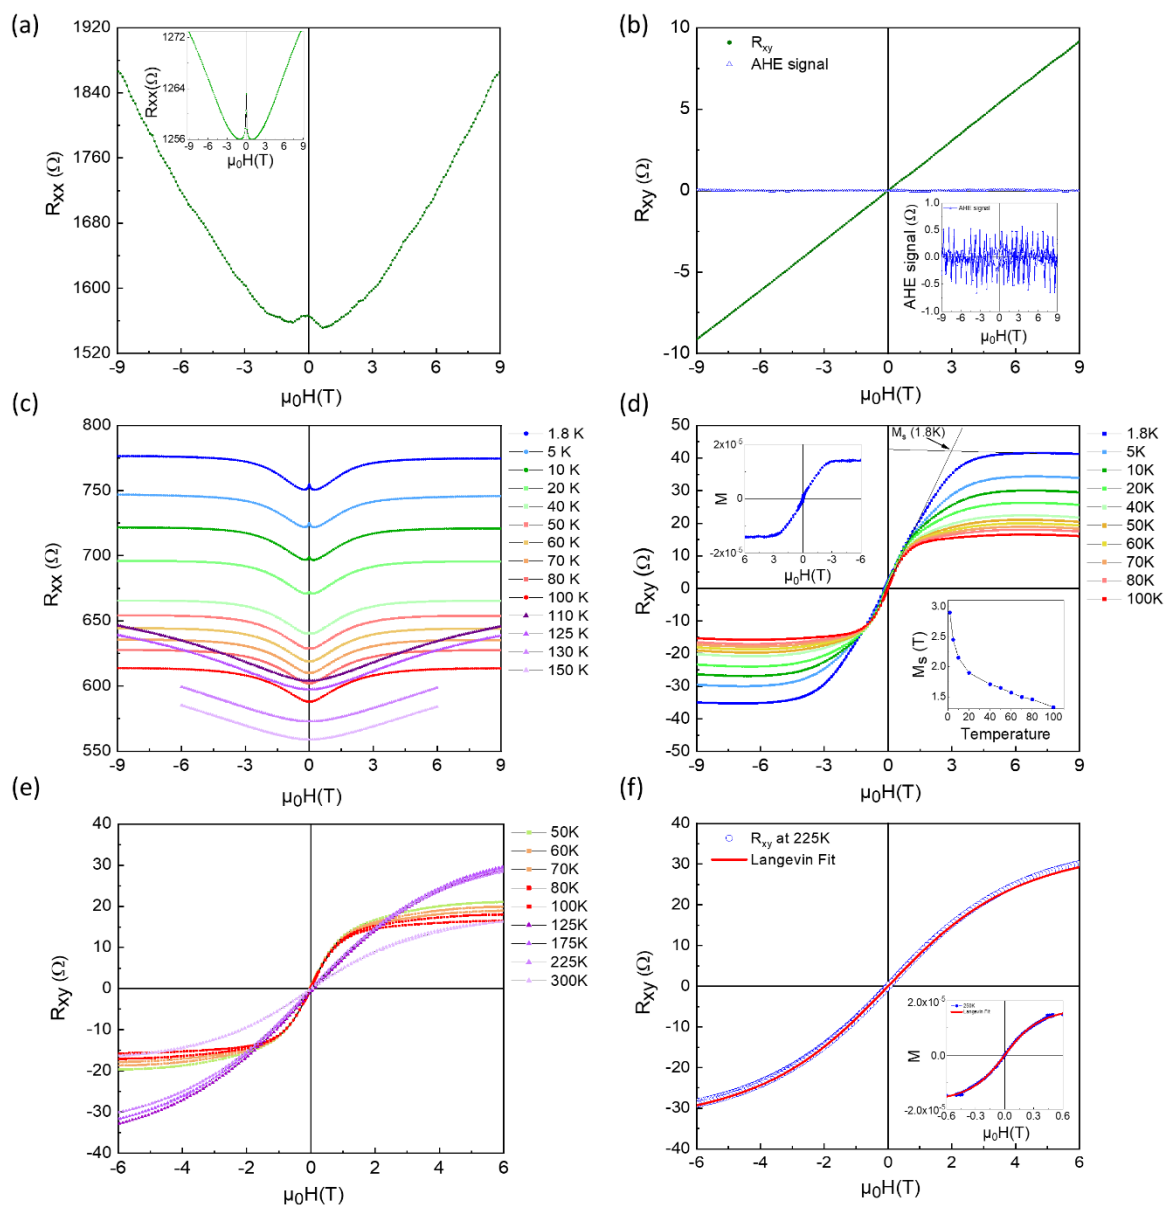 (a)
1920
1840
1760
1680
1600
1520
Rxx (Ω)
-9 -6 -3 0 3 6 9
μ₀H(T)
1272
1264
1256
Rxx(Ω)
-9 -6 -3 0 3 6 9
μ₀H(T)
(b)
10
5
0
-5
-10
Rxy (Ω)
Rxy
AHE signal
-9 -6 -3 0 3 6 9
μ₀H(T)
1.0
0.5
0.0
-0.5
-1.0
AHE signal (Ω)
AHE signal
-9 -6 -3 0 3 6 9
μ₀H(T)
(c)
800
750
700
650
600
550
Rxx (Ω)
-9 -6 -3 0 3 6 9
μ₀H(T)
1.8 K
5 K
10 K
20 K
40 K
50 K
60 K
70 K
80 K
100 K
110 K
125 K
130 K
150 K
(d)
50
40
30
20
10
0
-10
-20
-30
-40
-50
Rxy (Ω)
-9 -6 -3 0 3 6 9
μ₀H(T)
Ms (1.8K)
2x10⁻⁵
0
-2x10⁻⁵
M
6 3 0 -3 -6
μ₀H(T)
3.0
2.5
2.0
1.5
Ms (T)
0 20 40 60 80 100
Temperature
1.8K
5K
10K
20K
40K
50K
60K
70K
80K
100K
(e)
40
30
20
10
0
-10
-20
-30
-40
Rxy (Ω)
-6 -4 -2 0 2 4 6
μ₀H(T)
50K
60K
70K
80K
100K
125K
175K
225K
300K
(f)
40
30
20
10
0
-10
-20
-30
-40
Rxy (Ω)
Rxy at 225K
Langevin Fit
-6 -4 -2 0 2 4 6
μ₀H(T)
2.0x10⁻⁵
0.0
-2.0x10⁻⁵
M
Langevin Fit
-0.6 -0.3 0.0 0.3 0.6
μ₀H(T)